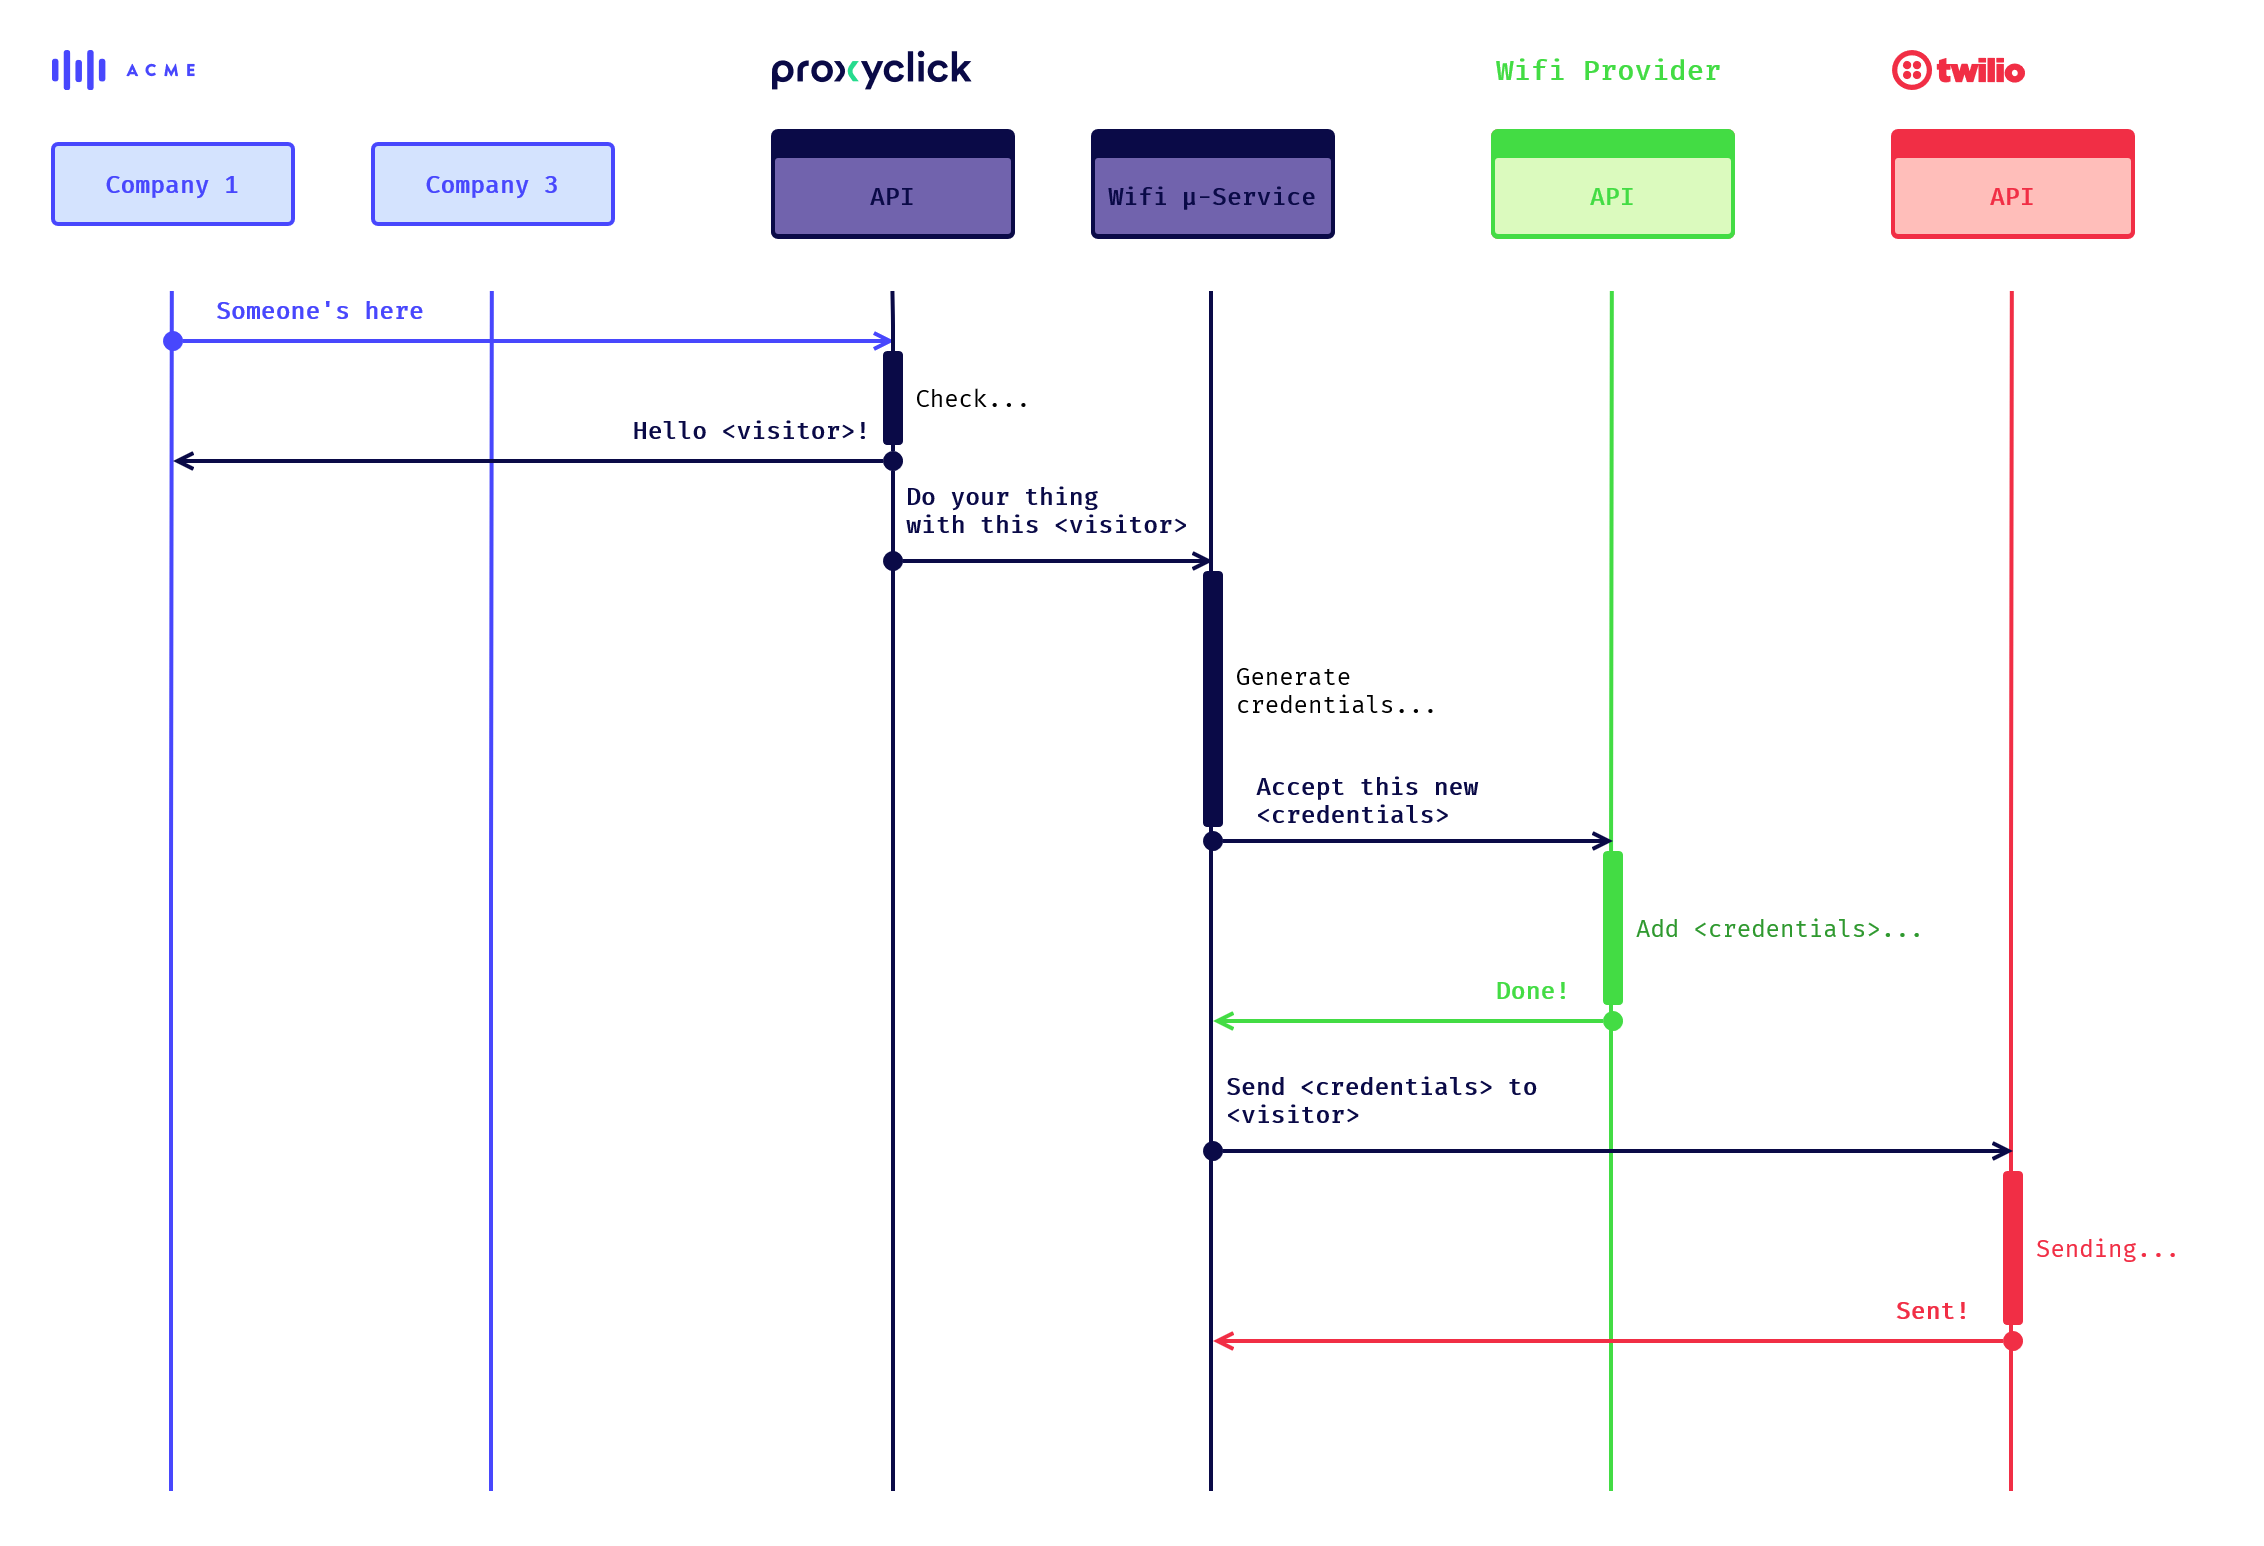 ACME
proxyclick
Wifi Provider
twilio
Company 1
Company 3
API
Wifi µ-Service
API
API
Someone's here
Check...
Hello <visitor>!
Do your thing
with this <visitor>
Generate
credentials...
Accept this new
<credentials>
Add <credentials>...
Done!
Send <credentials> to
<visitor>
Sending...
Sent!